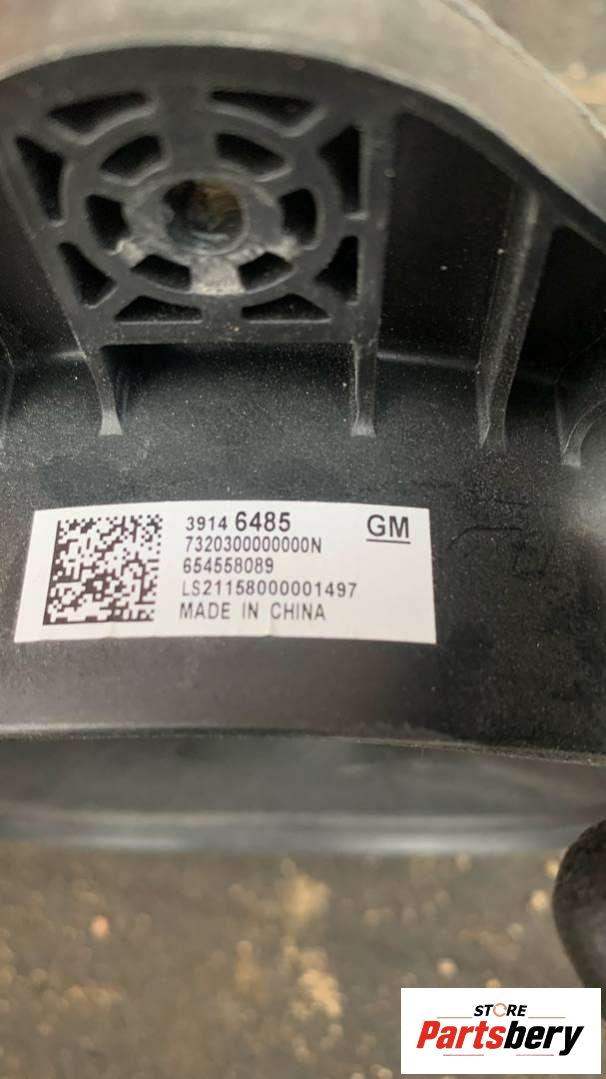 3914 6485 GM
7320300000000N
654558089
LS21158000001497
MADE IN CHINA
STORE
Partsbery